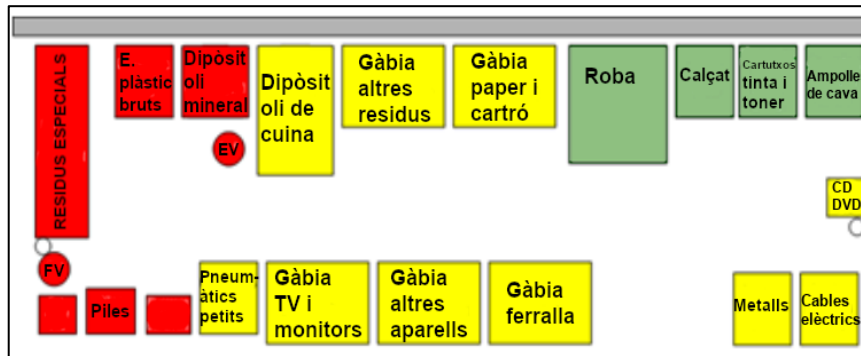 RESIDUS ESPECIALS
E.
plàstic
bruts
Dipòsit
oli
mineral
EV
Dipòsit
oli de
cuina
Gàbia
altres
residus
Gàbia
paper i
cartró
Roba
Calçat
Cartutxos
tinta i
toner
Ampolle
de cava
CD
DVD
FV
Piles
Pneum-
àtics
petits
Gàbia
TV i
monitors
Gàbia
altres
aparells
Gàbia
ferralla
Metalls
Cables
elèctrics